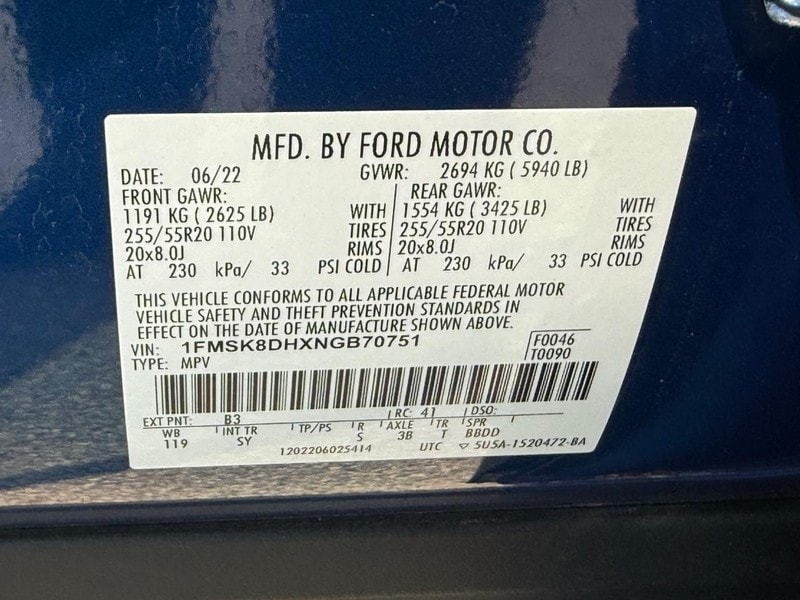 MFD. BY FORD MOTOR CO.
DATE: 06/22 GVWR: 2694 KG ( 5940 LB)
FRONT GAWR: REAR GAWR:
1191 KG ( 2625 LB) WITH 1554 KG ( 3425 LB) WITH
255/55R20 110V TIRES 255/55R20 110V TIRES
20x8.0J RIMS 20x8.0J RIMS
AT 230 kPa/ 33 PSI COLD AT 230 kPa/ 33 PSI COLD
THIS VEHICLE CONFORMS TO ALL APPLICABLE FEDERAL MOTOR
VEHICLE SAFETY AND THEFT PREVENTION STANDARDS IN
EFFECT ON THE DATE OF MANUFACTURE SHOWN ABOVE.
VIN: 1FMSK8DHXNGB70751 F0046
TYPE: MPV T0090
EXT PNT: B3 RC: 41 DSO:
WB INT TR TP/PS R AXLE TR SPR
119 SY S 3B T BBDD
1202206025414 UTC ▽ 5U5A-1520472-BA